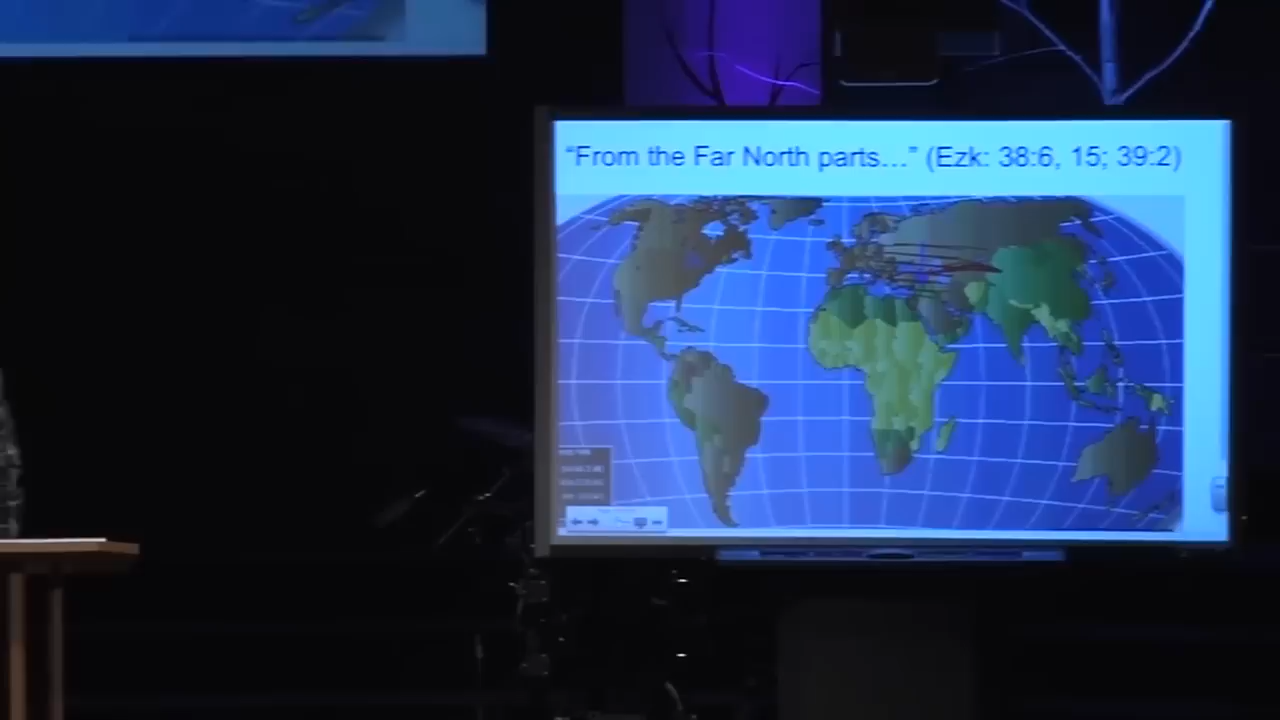 “From the Far North parts...” (Ezk: 38:6, 15; 39:2)